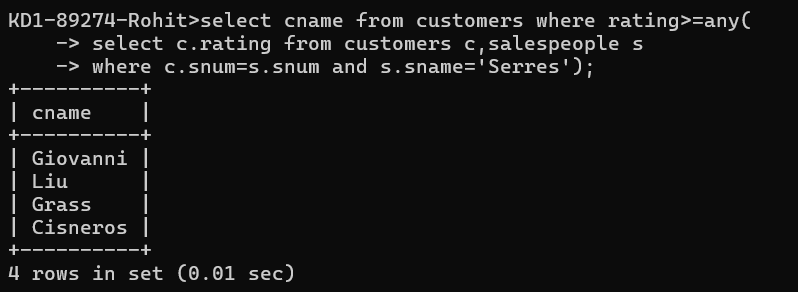 KD1-89274-Rohit>select cname from customers where rating>=any(
    -> select c.rating from customers c,salespeople s
    -> where c.snum=s.snum and s.sname='Serres');
+----------+
| cname    |
+----------+
| Giovanni |
| Liu      |
| Grass    |
| Cisneros |
+----------+
4 rows in set (0.01 sec)